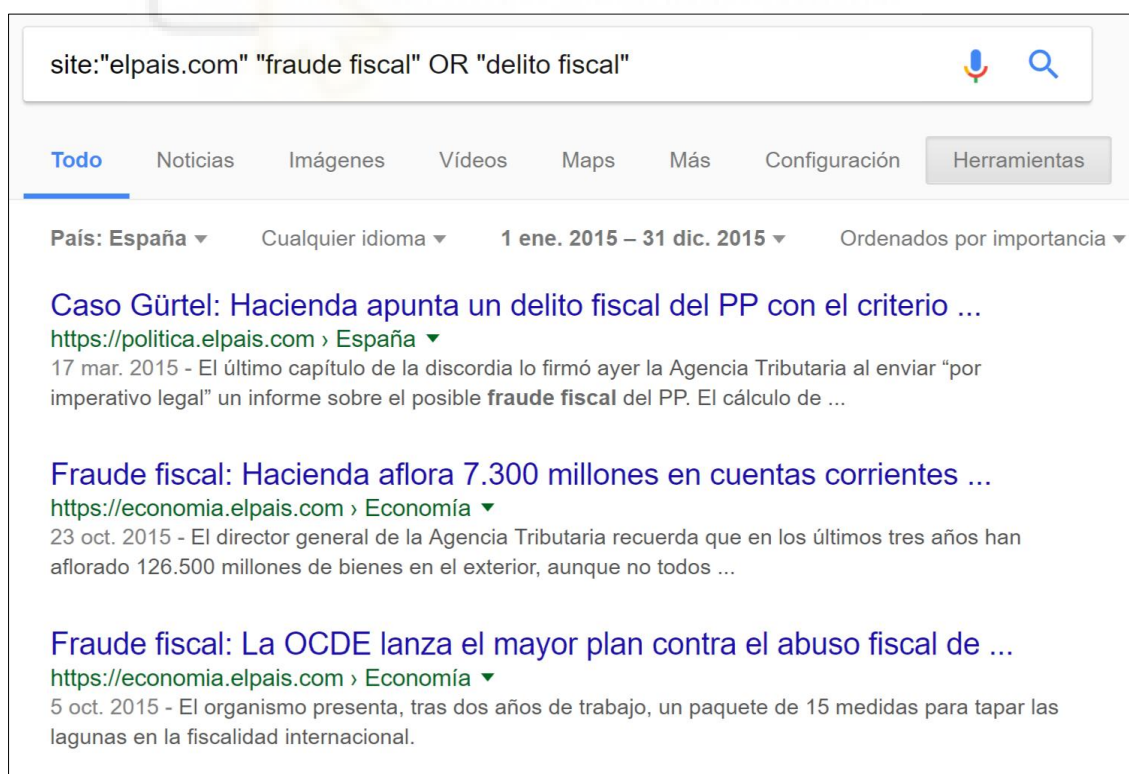 site:"elpais.com" "fraude fiscal" OR "delito fiscal"
Todo Noticias Imágenes Vídeos Maps Más Configuración Herramientas
País: España Cualquier idioma 1 ene. 2015 – 31 dic. 2015 Ordenados por importancia
Caso Gürtel: Hacienda apunta un delito fiscal del PP con el criterio ...
https://politica.elpais.com › España
17 mar. 2015 - El último capítulo de la discordia lo firmó ayer la Agencia Tributaria al enviar “por
imperativo legal” un informe sobre el posible fraude fiscal del PP. El cálculo de ...
Fraude fiscal: Hacienda aflora 7.300 millones en cuentas corrientes ...
https://economia.elpais.com › Economía
23 oct. 2015 - El director general de la Agencia Tributaria recuerda que en los últimos tres años han
aflorado 126.500 millones de bienes en el exterior, aunque no todos ...
Fraude fiscal: La OCDE lanza el mayor plan contra el abuso fiscal de ...
https://economia.elpais.com › Economía
5 oct. 2015 - El organismo presenta, tras dos años de trabajo, un paquete de 15 medidas para tapar las
lagunas en la fiscalidad internacional.